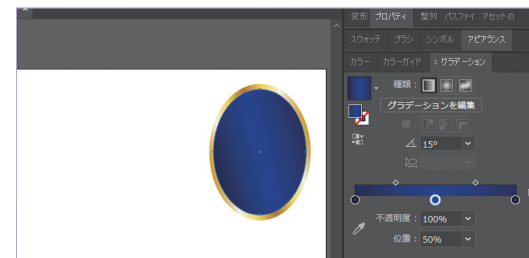 変形 プロパティ 整列 パスファイ アセットの
スウォッチ ブラシ シンボル アピアランス
カラー カラーガイド グラデーション
種類：
グラデーションを編集
線：
15°
不透明度： 100%
位置： 50%